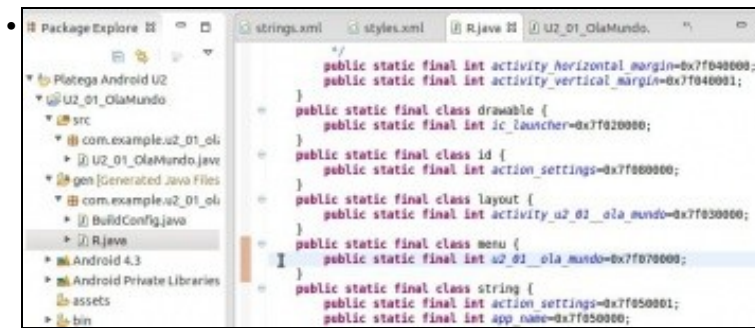 Package Explore
strings.xml
styles.xml
R.java
U2_01_OlaMundo.
Platega Android U2
U2_01_OlaMundo
src
com.example.u2_01_ola
U2_01_OlaMundo.java
gen [Generated Java Files
com.example.u2_01_ola
BuildConfig.java
R.java
Android 4.3
Android Private Libraries
assets
bin
*/
public static final int activity_horizontal_margin=0x7f040000;
public static final int activity_vertical_margin=0x7f040001;
}
public static final class drawable {
public static final int ic_launcher=0x7f020000;
}
public static final class id {
public static final int action_settings=0x7f080000;
}
public static final class layout {
public static final int activity_u2_01__ola_mundo=0x7f030000;
}
public static final class menu {
public static final int u2_01__ola_mundo=0x7f070000;
}
public static final class string {
public static final int action_settings=0x7f050001;
public static final int app_name=0x7f050000;